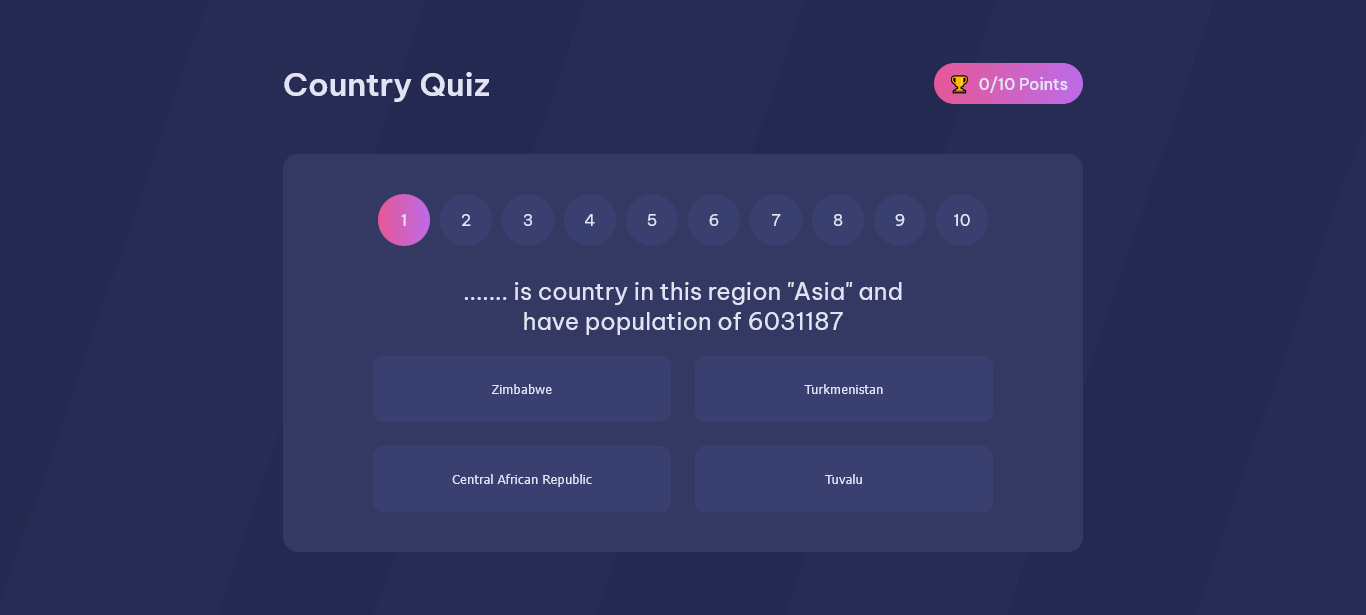 Country Quiz
0/10 Points
1 2 3 4 5 6 7 8 9 10
....... is country in this region "Asia" and
have population of 6031187
Zimbabwe
Turkmenistan
Central African Republic
Tuvalu